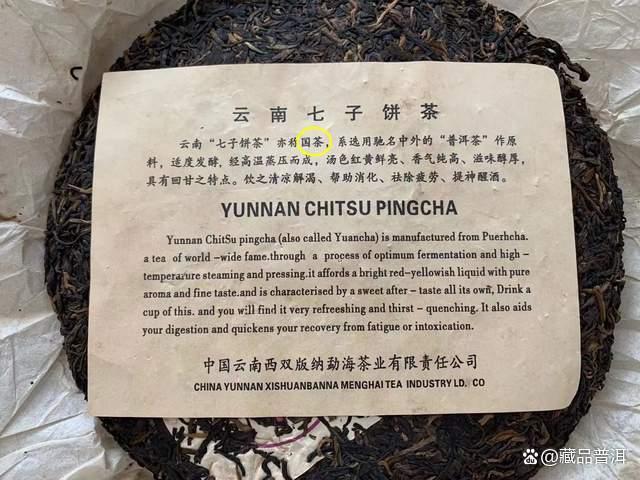 云南七子饼茶
云南“七子饼茶”亦称国茶,系选用驰名中外的“普洱茶”作原
料,适度发酵,经高温蒸压而成,汤色红黄鲜亮、香气纯高、滋味醇厚,
具有回甘之特点。饮之清凉解渴、帮助消化、祛除疲劳、提神醒酒。
YUNNAN CHITSU PINGCHA
Yunnan ChitSu pingcha (also called Yuancha) is manufactured from Puerhcha.
a tea of world –wide fame.through a process of optimum fermentation and high –
temperarure steaming and pressing.it affords a bright red–yellowish liquid with pure
aroma and fine taste.and is characterised by a sweet after – taste all its own, Drink a
cup of this. and you will find it very refreeshing and thirst – quenching. It also aids
your digestion and quickens your recovery from fatigue or intoxication.
中国云南西双版纳勐海茶业有限责任公司
CHINA YUNNAN XISHUANBANNA MENGHAI TEA INDUSTRY LD. CO
@藏品普洱